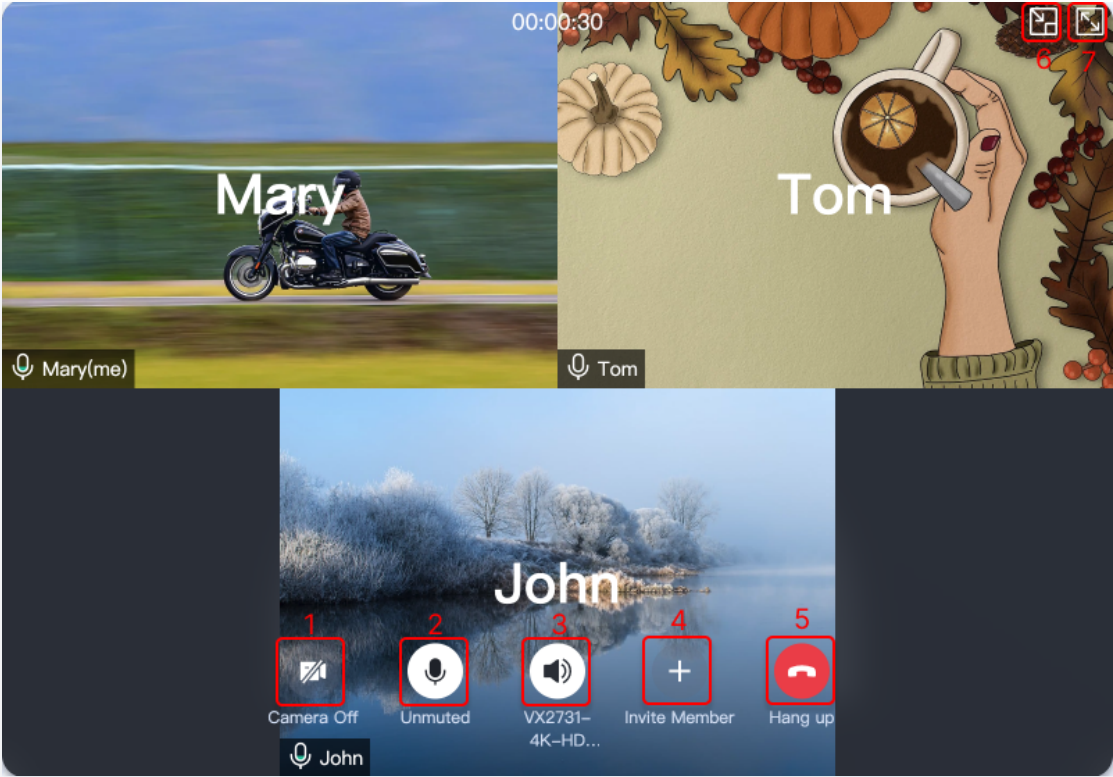 00:00:30
6 7
Mary
Tom
Mary(me)
Tom
John
1 2 3 4 5
Camera Off Unmuted VX2731- Invite Member Hang up
4K-HD...
John